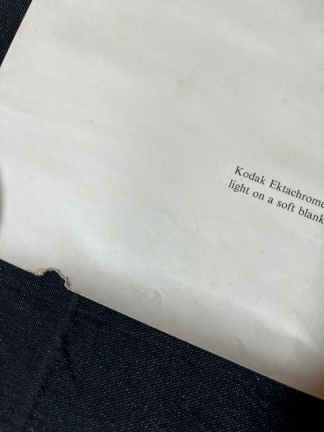 Kodak Ektachrome
light on a soft blank